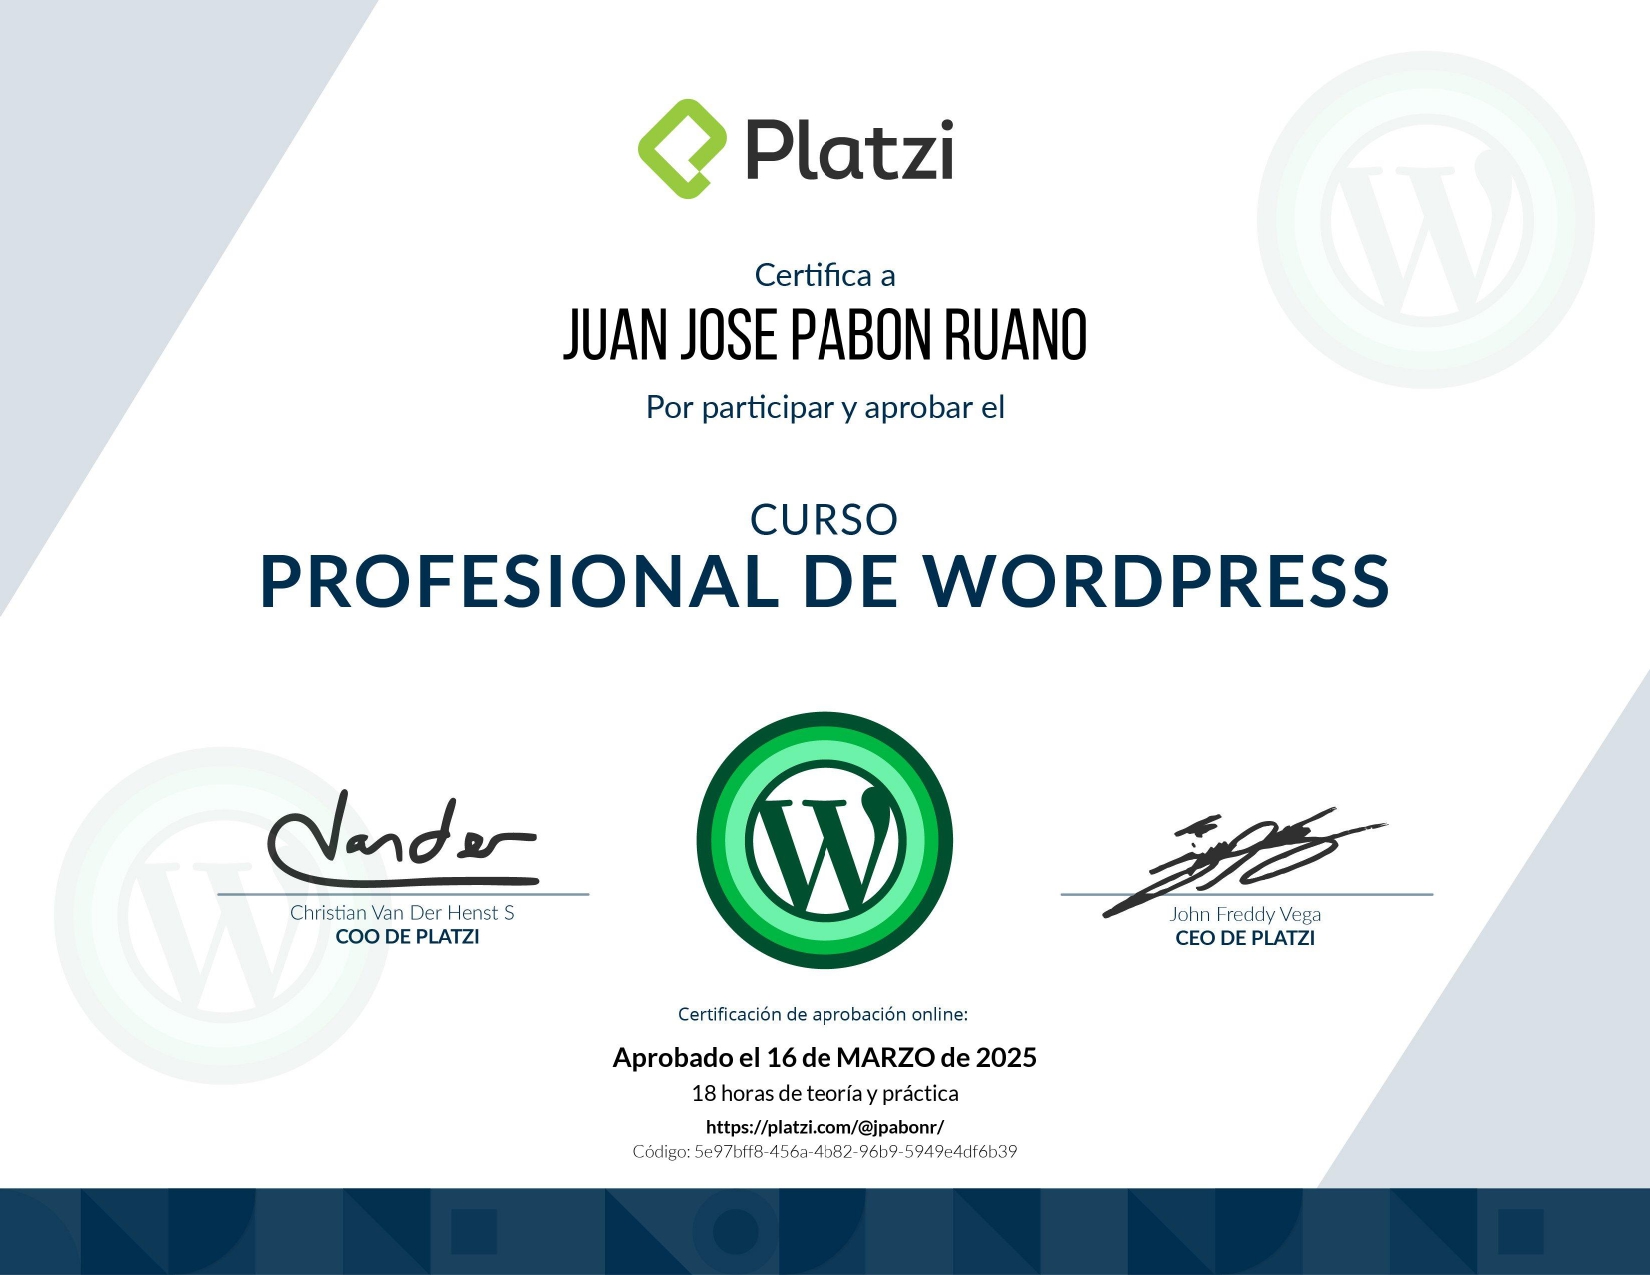 Platzi
Certifica a
JUAN JOSE PABON RUANO
Por participar y aprobar el
CURSO
PROFESIONAL DE WORDPRESS
Vander
Christian Van Der Henst S
COO DE PLATZI
John Freddy Vega
CEO DE PLATZI
Certificación de aprobación online:
Aprobado el 16 de MARZO de 2025
18 horas de teoría y práctica
https://platzi.com/@jpabonr/
Código: 5e97bff8-456a-4b82-96b9-5949e4df6b39